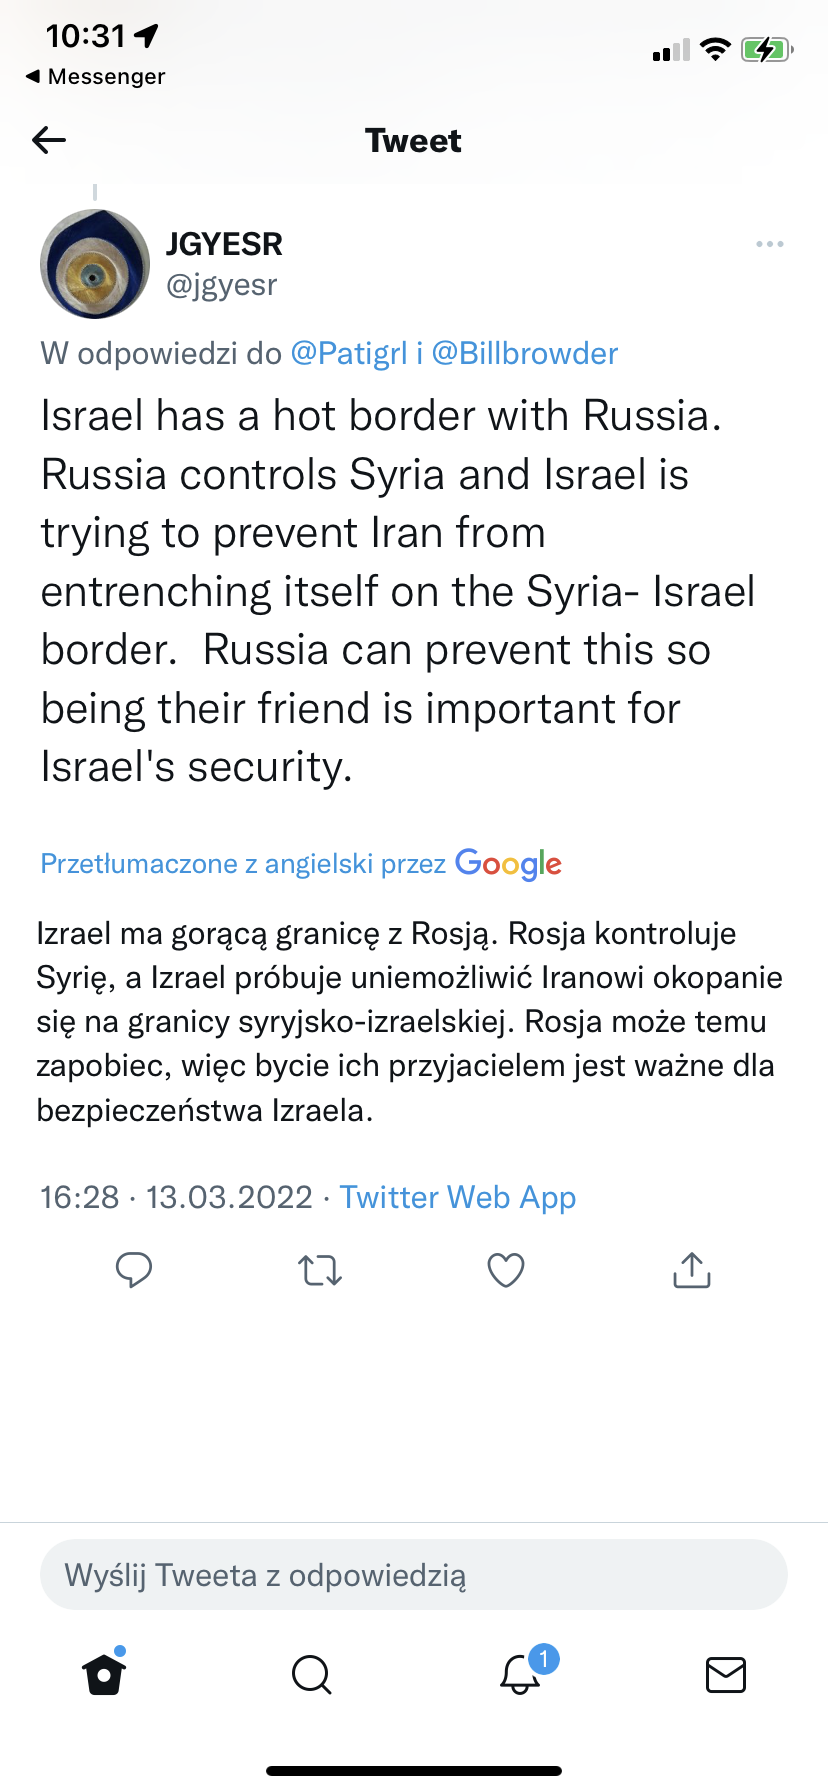 10:31
Messenger
Tweet
JGYESR
@jgyesr
W odpowiedzi do @Patigrl i @Billbrowder
Israel has a hot border with Russia.
Russia controls Syria and Israel is
trying to prevent Iran from
entrenching itself on the Syria- Israel
border.  Russia can prevent this so
being their friend is important for
Israel's security.
Przetłumaczone z angielski przez Google
Izrael ma gorącą granicę z Rosją. Rosja kontroluje
Syrię, a Izrael próbuje uniemożliwić Iranowi okopanie
się na granicy syryjsko-izraelskiej. Rosja może temu
zapobiec, więc bycie ich przyjacielem jest ważne dla
bezpieczeństwa Izraela.
16:28 · 13.03.2022 · Twitter Web App
Wyślij Tweeta z odpowiedzią
1